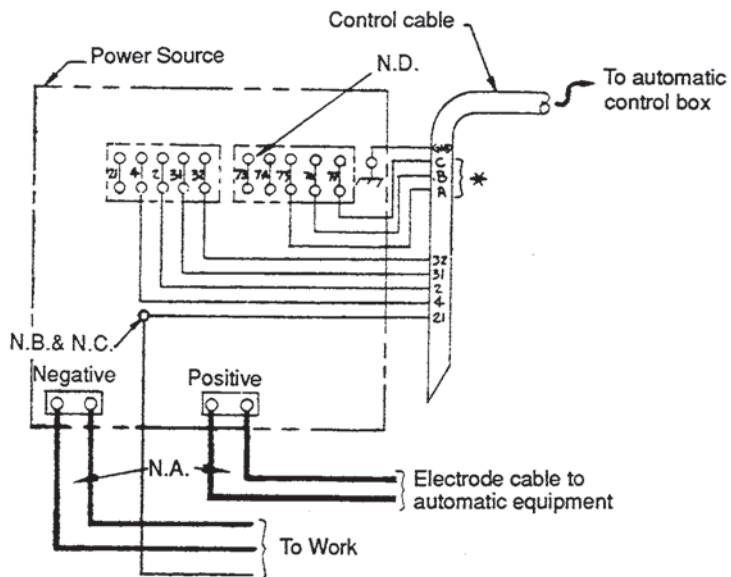 Control cable
Power Source
N.D.
To automatic
control box
GND
C
B
A
*
21 4 2 31 32
73 74 75 76 77
32
31
2
4
21
N.B.& N.C.
Negative
Positive
N.A.
Electrode cable to
automatic equipment
To Work